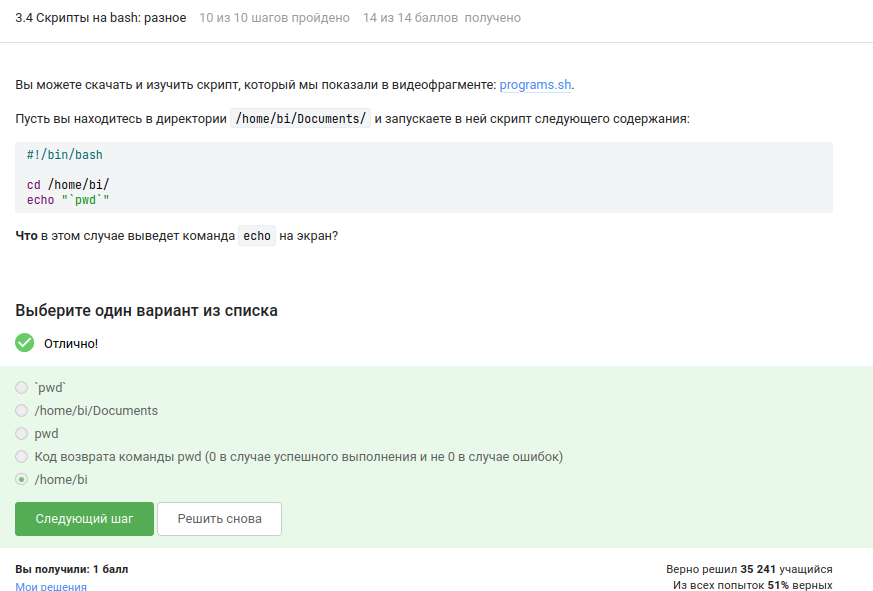 3.4 Скрипты на bash: разное 10 из 10 шагов пройдено 14 из 14 баллов получено
Вы можете скачать и изучить скрипт, который мы показали в видеофрагменте: programs.sh.
Пусть вы находитесь в директории /home/bi/Documents/ и запускаете в ней скрипт следующего содержания:
#!/bin/bash
cd /home/bi/
echo "`pwd`"
Что в этом случае выведет команда echo на экран?
Выберите один вариант из списка
Отлично!
`pwd`
/home/bi/Documents
pwd
Код возврата команды pwd (0 в случае успешного выполнения и не 0 в случае ошибок)
/home/bi
Следующий шаг Решить снова
Вы получили: 1 балл Верно решил 35 241 учащийся
Мои решения Из всех попыток 51% верных